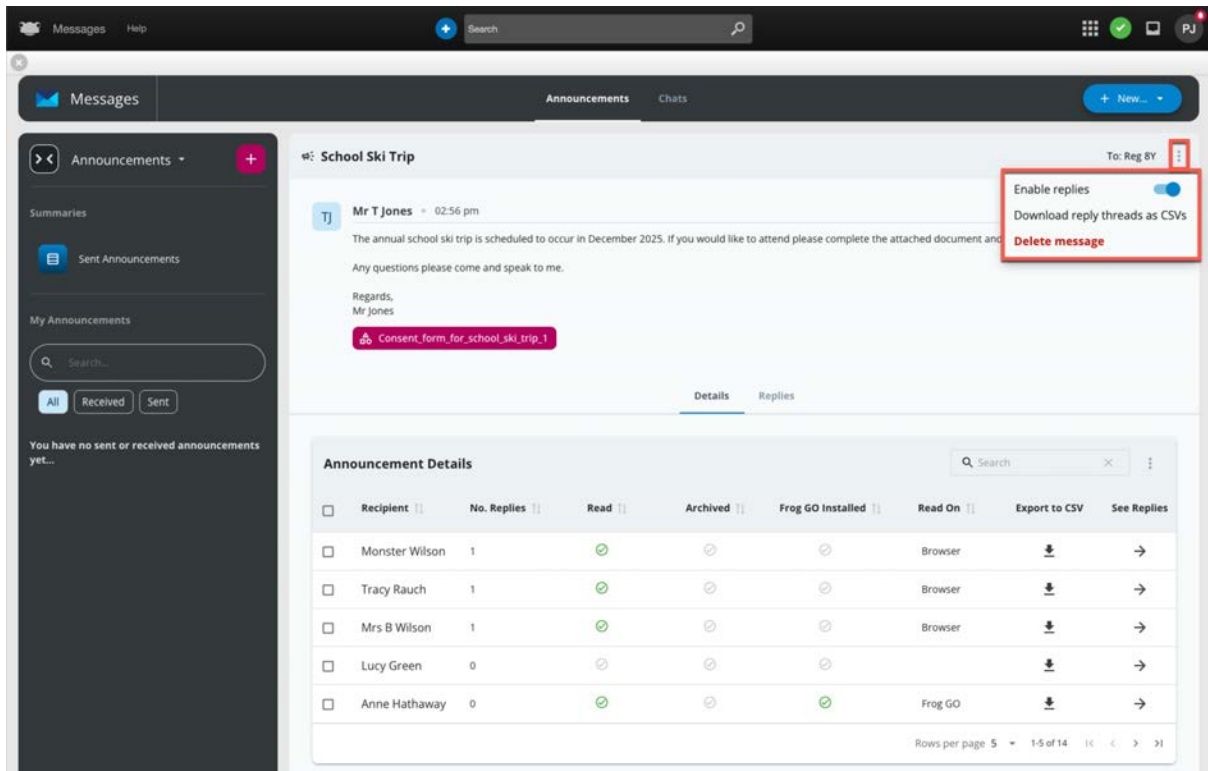 Messages Help Search PJ
Messages Announcements Chats + New...
Announcements +
School Ski Trip To: Reg 8Y
Enable replies
Download reply threads as CSVs
Delete message
Summaries
Sent Announcements
My Announcements
Search...
All Received Sent
You have no sent or received announcements
yet...
TJ Mr T Jones 02:56 pm
The annual school ski trip is scheduled to occur in December 2025. If you would like to attend please complete the attached document and
Any questions please come and speak to me.
Regards,
Mr Jones
Consent_form_for_school_ski_trip_1
Details Replies
Announcement Details Search
Recipient No. Replies Read Archived Frog GO Installed Read On Export to CSV See Replies
Monster Wilson 1 Browser
Tracy Rauch 1 Browser
Mrs B Wilson 1 Browser
Lucy Green 0
Anne Hathaway 0 Frog GO
Rows per page 5 1-5 of 14